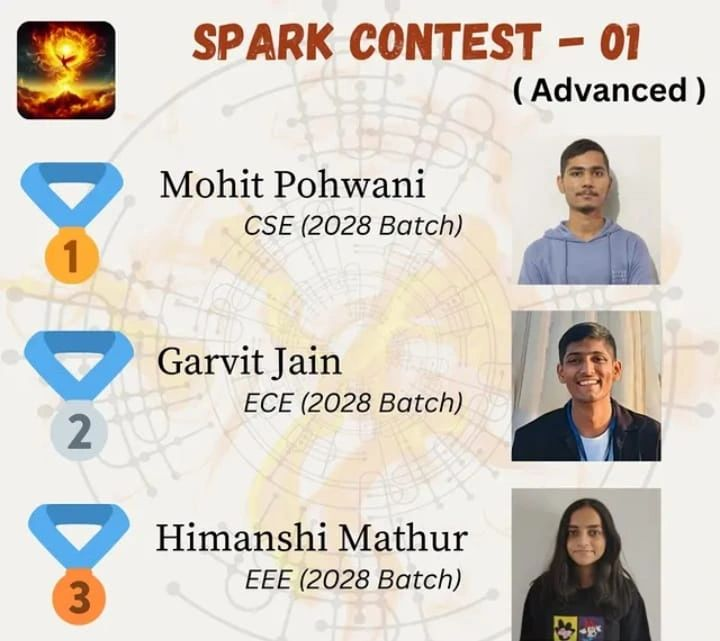 SPARK CONTEST – 01
( Advanced )
1
Mohit Pohwani
CSE (2028 Batch)
2
Garvit Jain
ECE (2028 Batch)
3
Himanshi Mathur
EEE (2028 Batch)